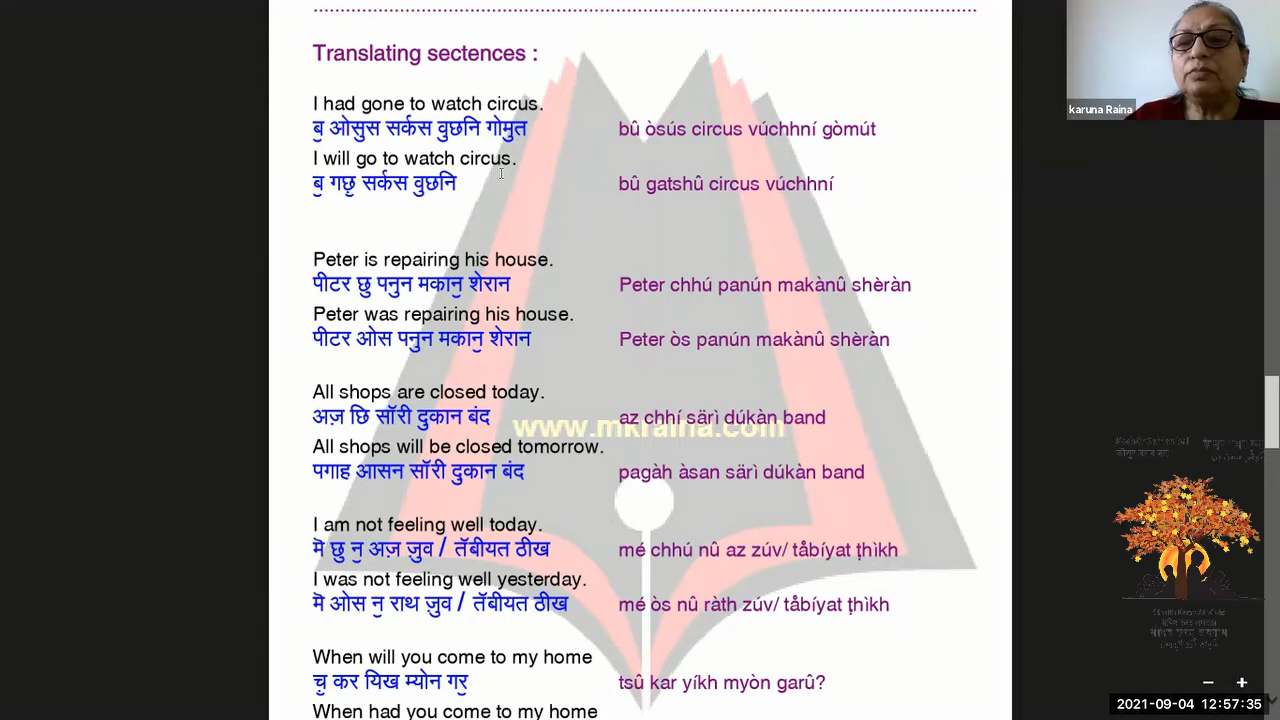 karuna Raina
Translating sectences :
I had gone to watch circus.
ब॒ ओसुस सर्कस वुछनि गोमुत bû òsús circus vúchhní gòmút
I will go to watch circus.
ब॒ गछ़॒ सर्कस वुछनि bû gatshû circus vúchhní
Peter is repairing his house.
पीटर छु पनुन मकान॒ शेरान Peter chhú panún makànû shèràn
Peter was repairing his house.
पीटर ओस पनुन मकान॒ शेरान Peter òs panún makànû shèràn
All shops are closed today.
अज़ छि सॉरी दुकान बंद az chhí särì dúkàn band
www.mkraina.com
All shops will be closed tomorrow.
पगाह आसन सॉरी दुकान बंद pagàh àsan särì dúkàn band
I am not feeling well today.
मॆ छु न॒ अज़ ज़ुव / तॅबीयत ठीख mé chhú nû az zúv/ tåbíyat ṭhìkh
I was not feeling well yesterday.
मॆ ओस न॒ राथ ज़ुव / तॅबीयत ठीख mé òs nû ràth zúv/ tåbíyat ṭhìkh
When will you come to my home
च़॒ कर यिख म्योन गर॒ tsû kar yíkh myòn garû?
When had you come to my home
2021-09-04 12:57:35